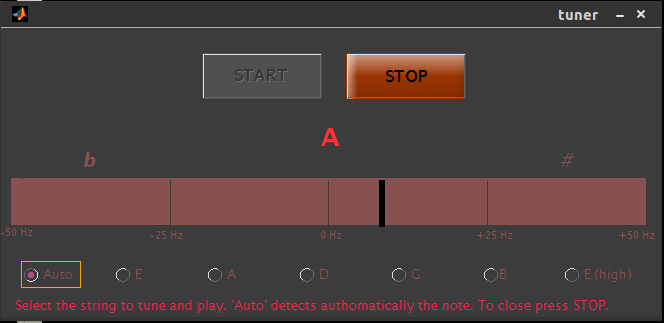 tuner
START STOP
A
b #
-50 Hz -25 Hz 0 Hz +25 Hz +50 Hz
Auto E A D G B E (high)
Select the string to tune and play. 'Auto' detects authomatically the note. To close press STOP.